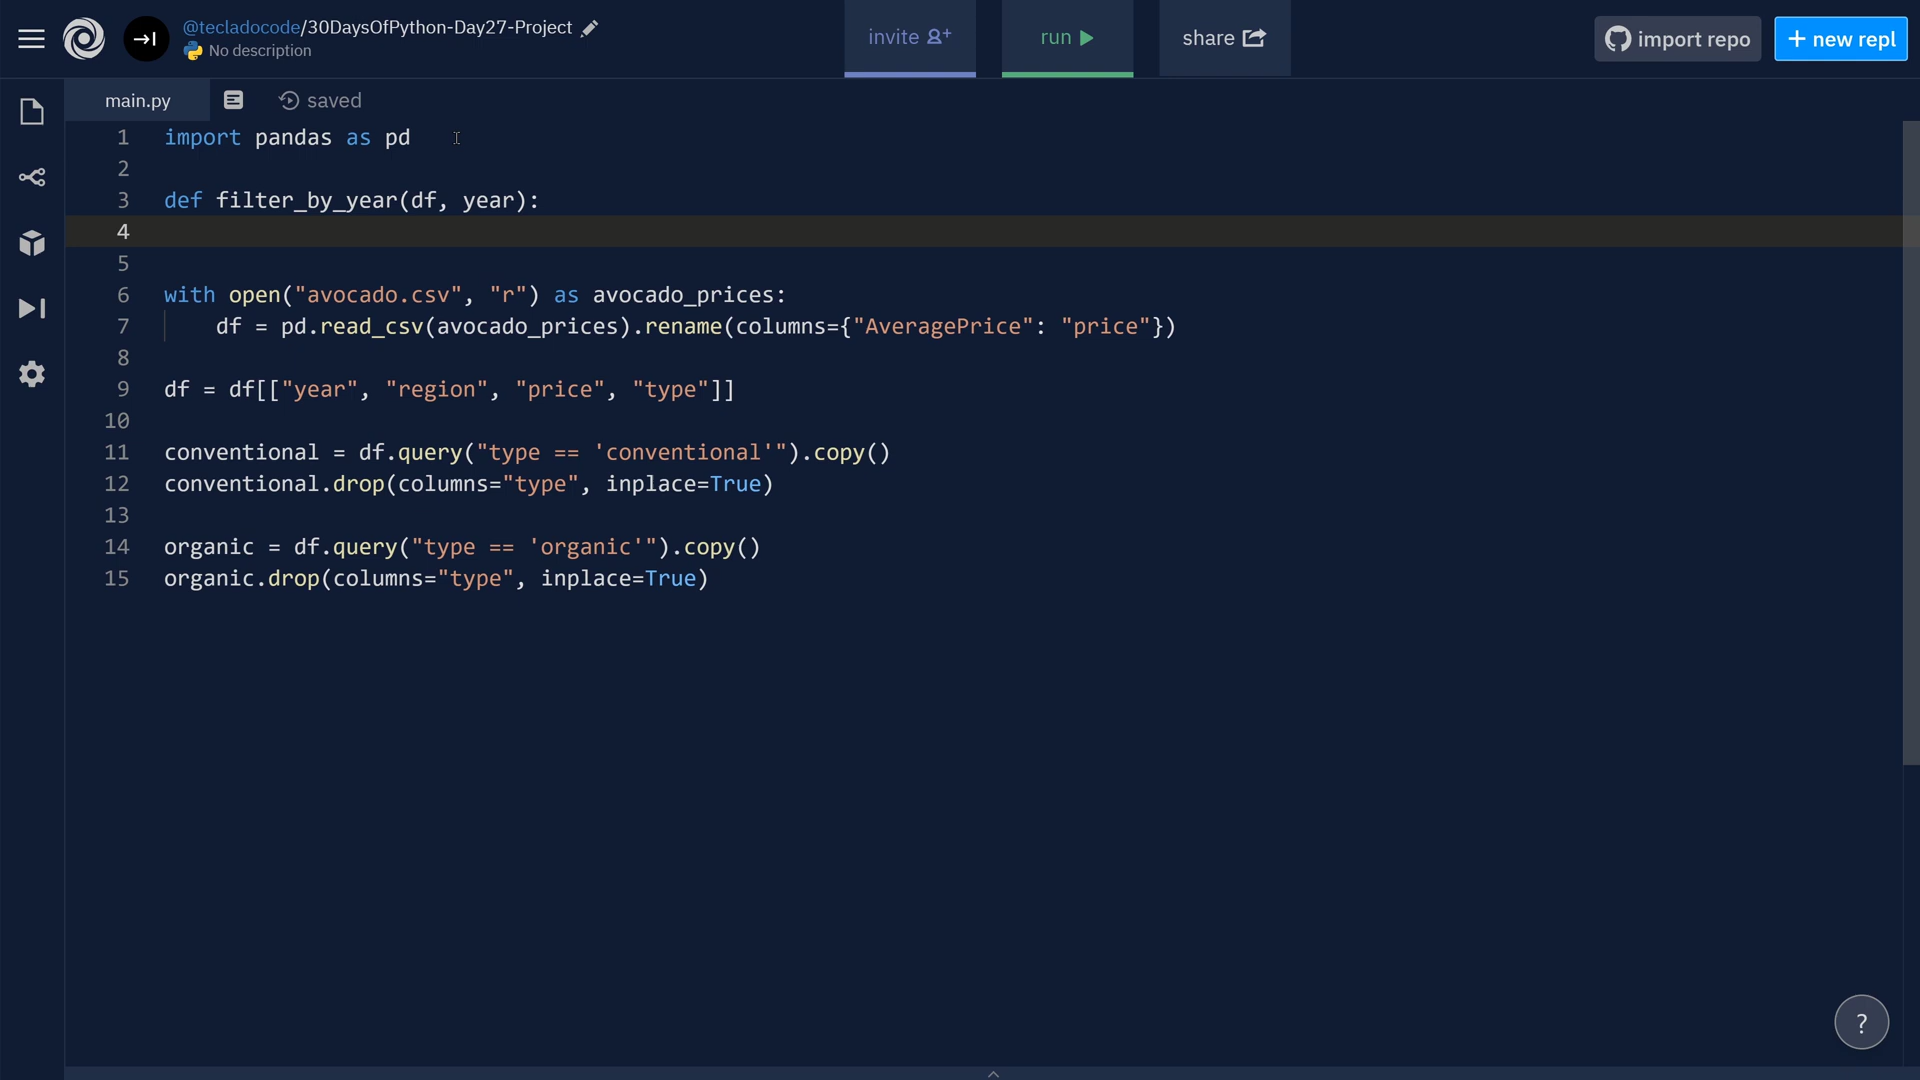 @tecladocode/30DaysOfPython-Day27-Project
No description
invite
run
share
import repo
+ new repl
main.py
saved
1 import pandas as pd
2
3 def filter_by_year(df, year):
4
5
6 with open("avocado.csv", "r") as avocado_prices:
7     df = pd.read_csv(avocado_prices).rename(columns={"AveragePrice": "price"})
8
9 df = df[["year", "region", "price", "type"]]
10
11 conventional = df.query("type == 'conventional'").copy()
12 conventional.drop(columns="type", inplace=True)
13
14 organic = df.query("type == 'organic'").copy()
15 organic.drop(columns="type", inplace=True)
?